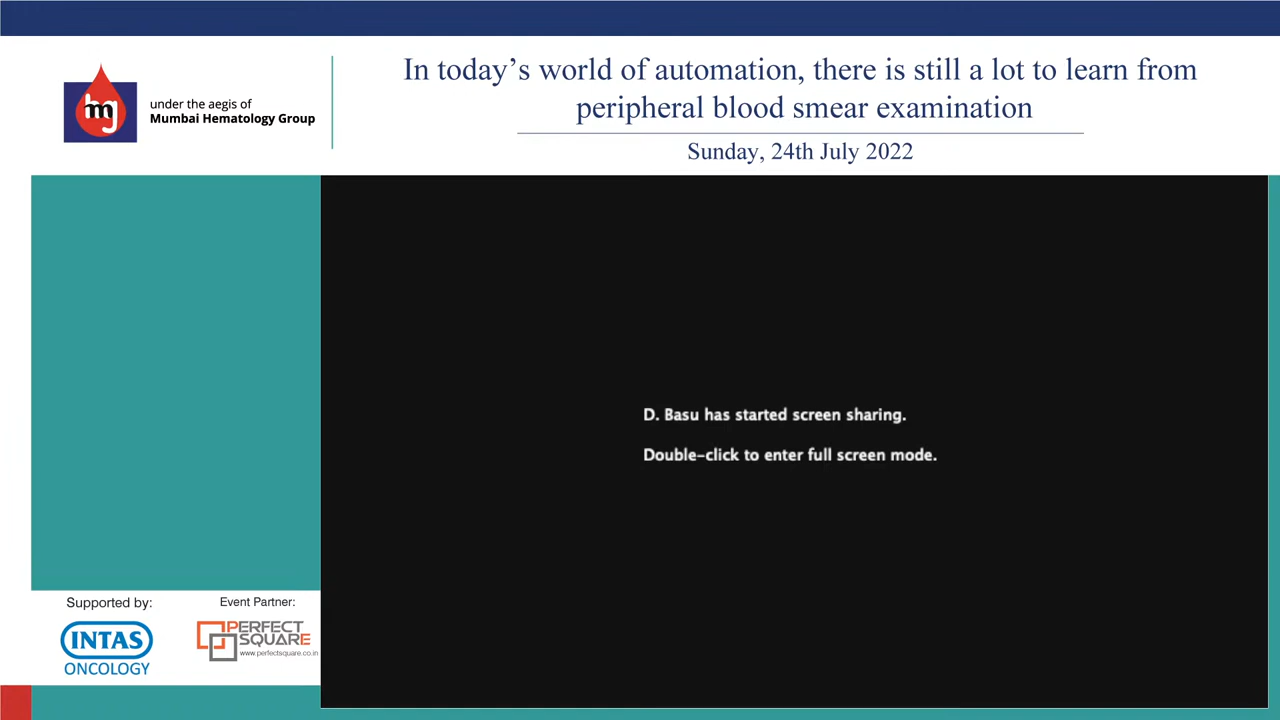 hmg
under the aegis of
Mumbai Hematology Group
In today’s world of automation, there is still a lot to learn from
peripheral blood smear examination
Sunday, 24th July 2022
D. Basu has started screen sharing.
Double-click to enter full screen mode.
Supported by:
INTAS
ONCOLOGY
Event Partner:
PERFECT
SQUARE
www.perfectsquare.co.in